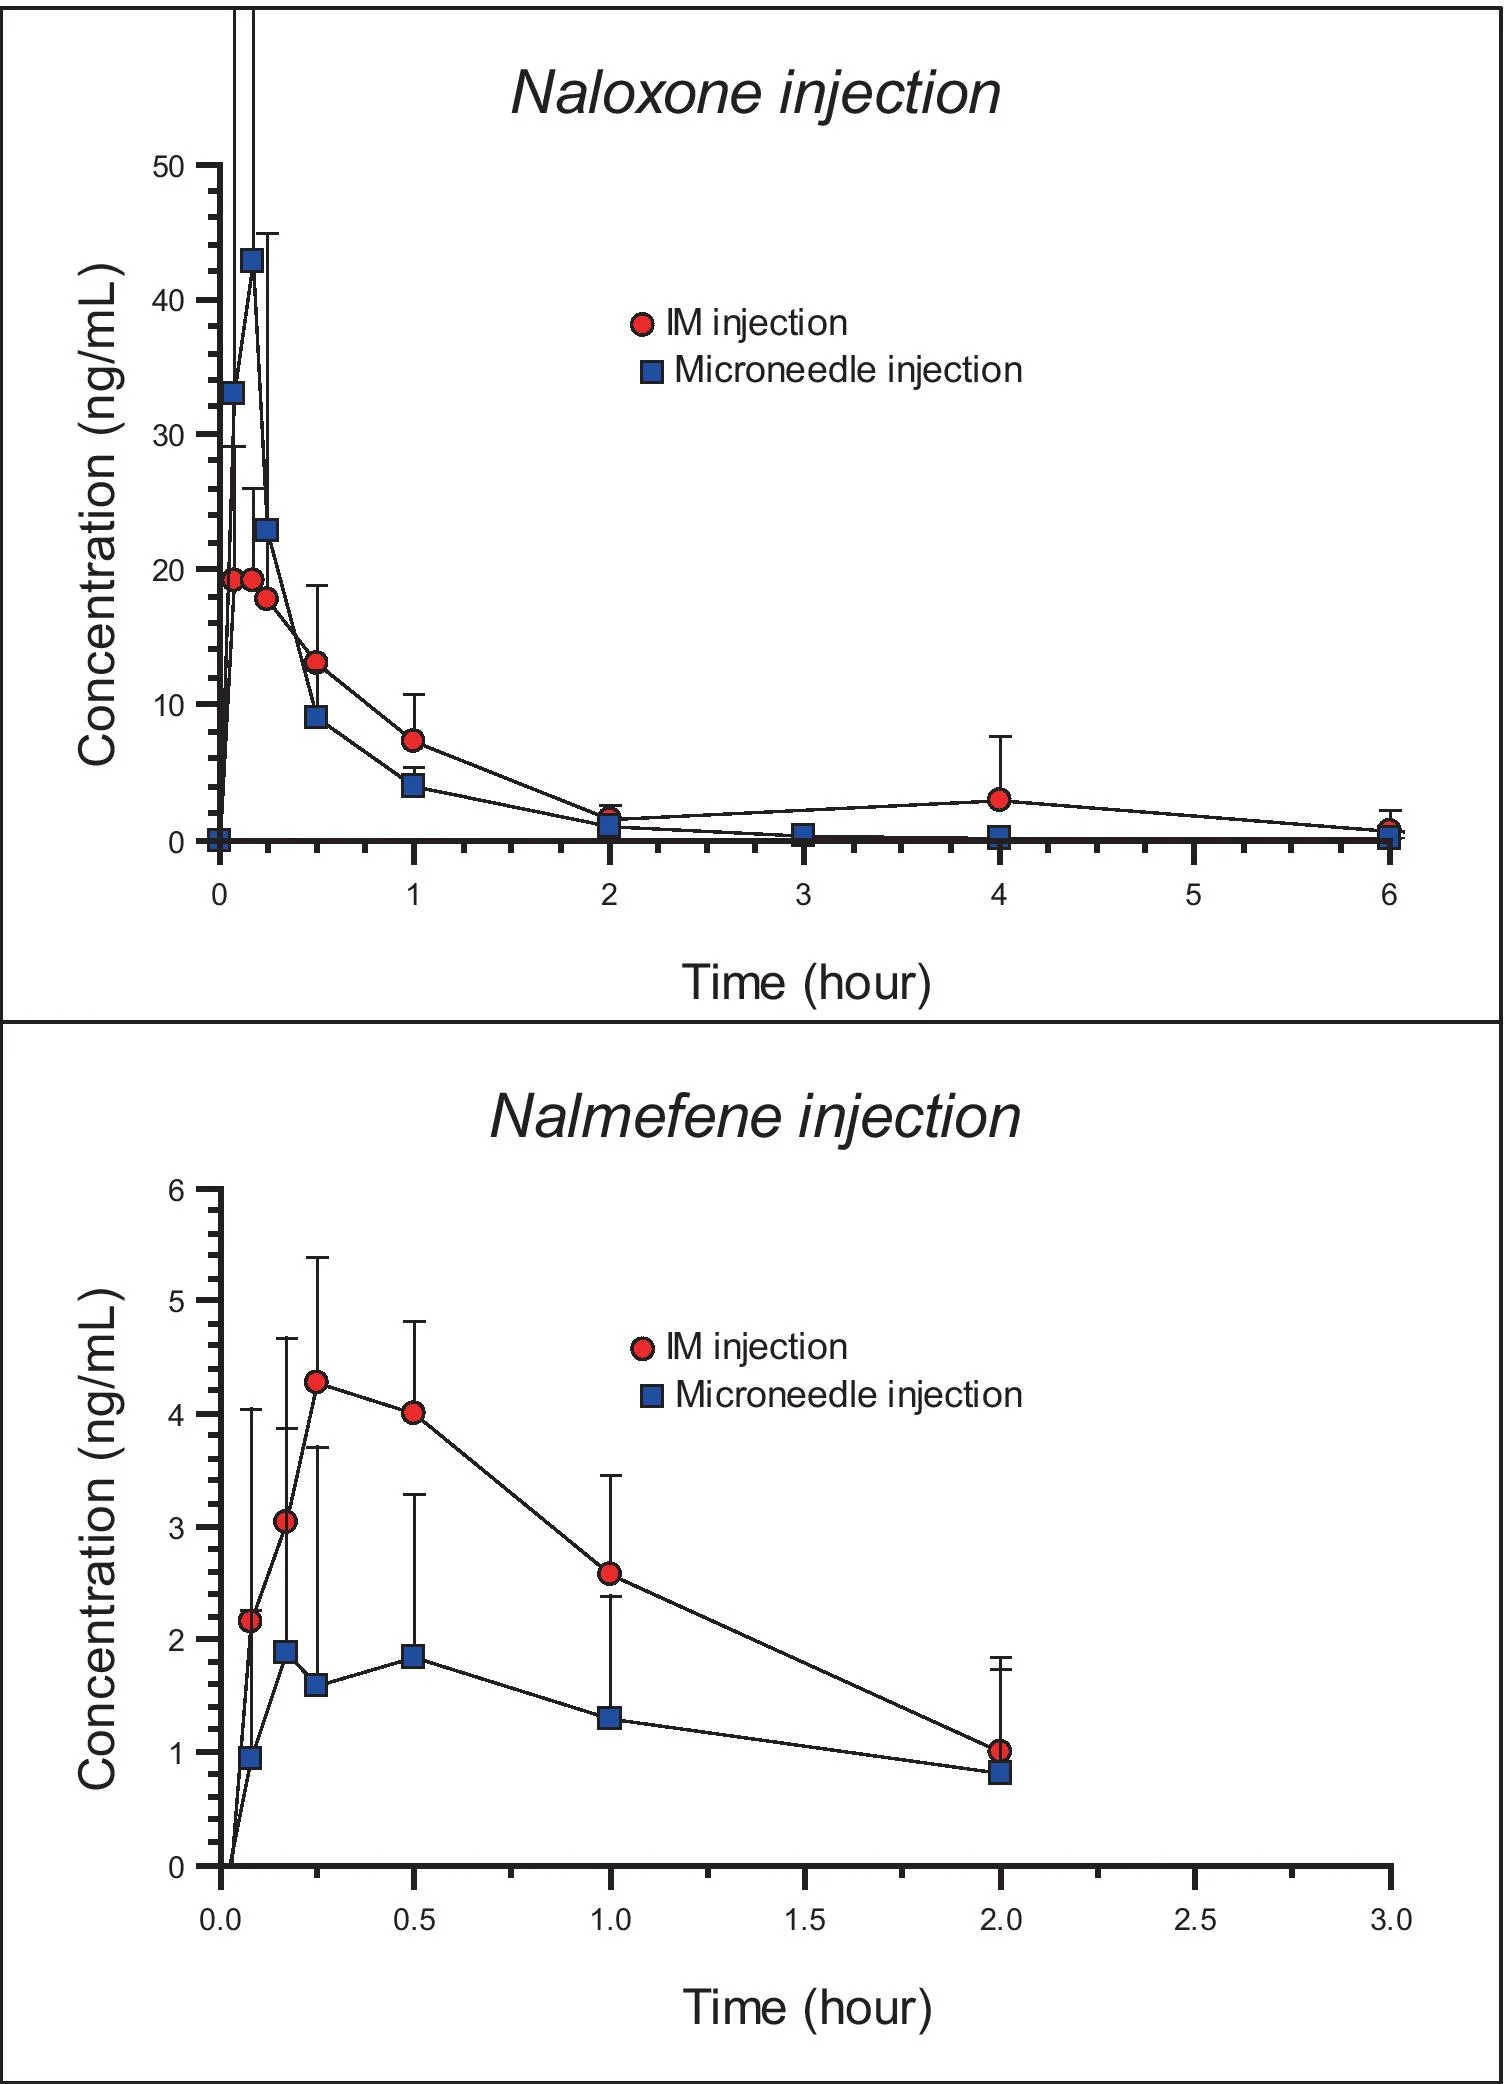 Naloxone injection
50
40
30
20
10
0
Concentration (ng/mL)
IM injection
Microneedle injection
0 1 2 3 4 5 6
Time (hour)
Nalmefene injection
6
5
4
3
2
1
0
Concentration (ng/mL)
IM injection
Microneedle injection
0.0 0.5 1.0 1.5 2.0 2.5 3.0
Time (hour)